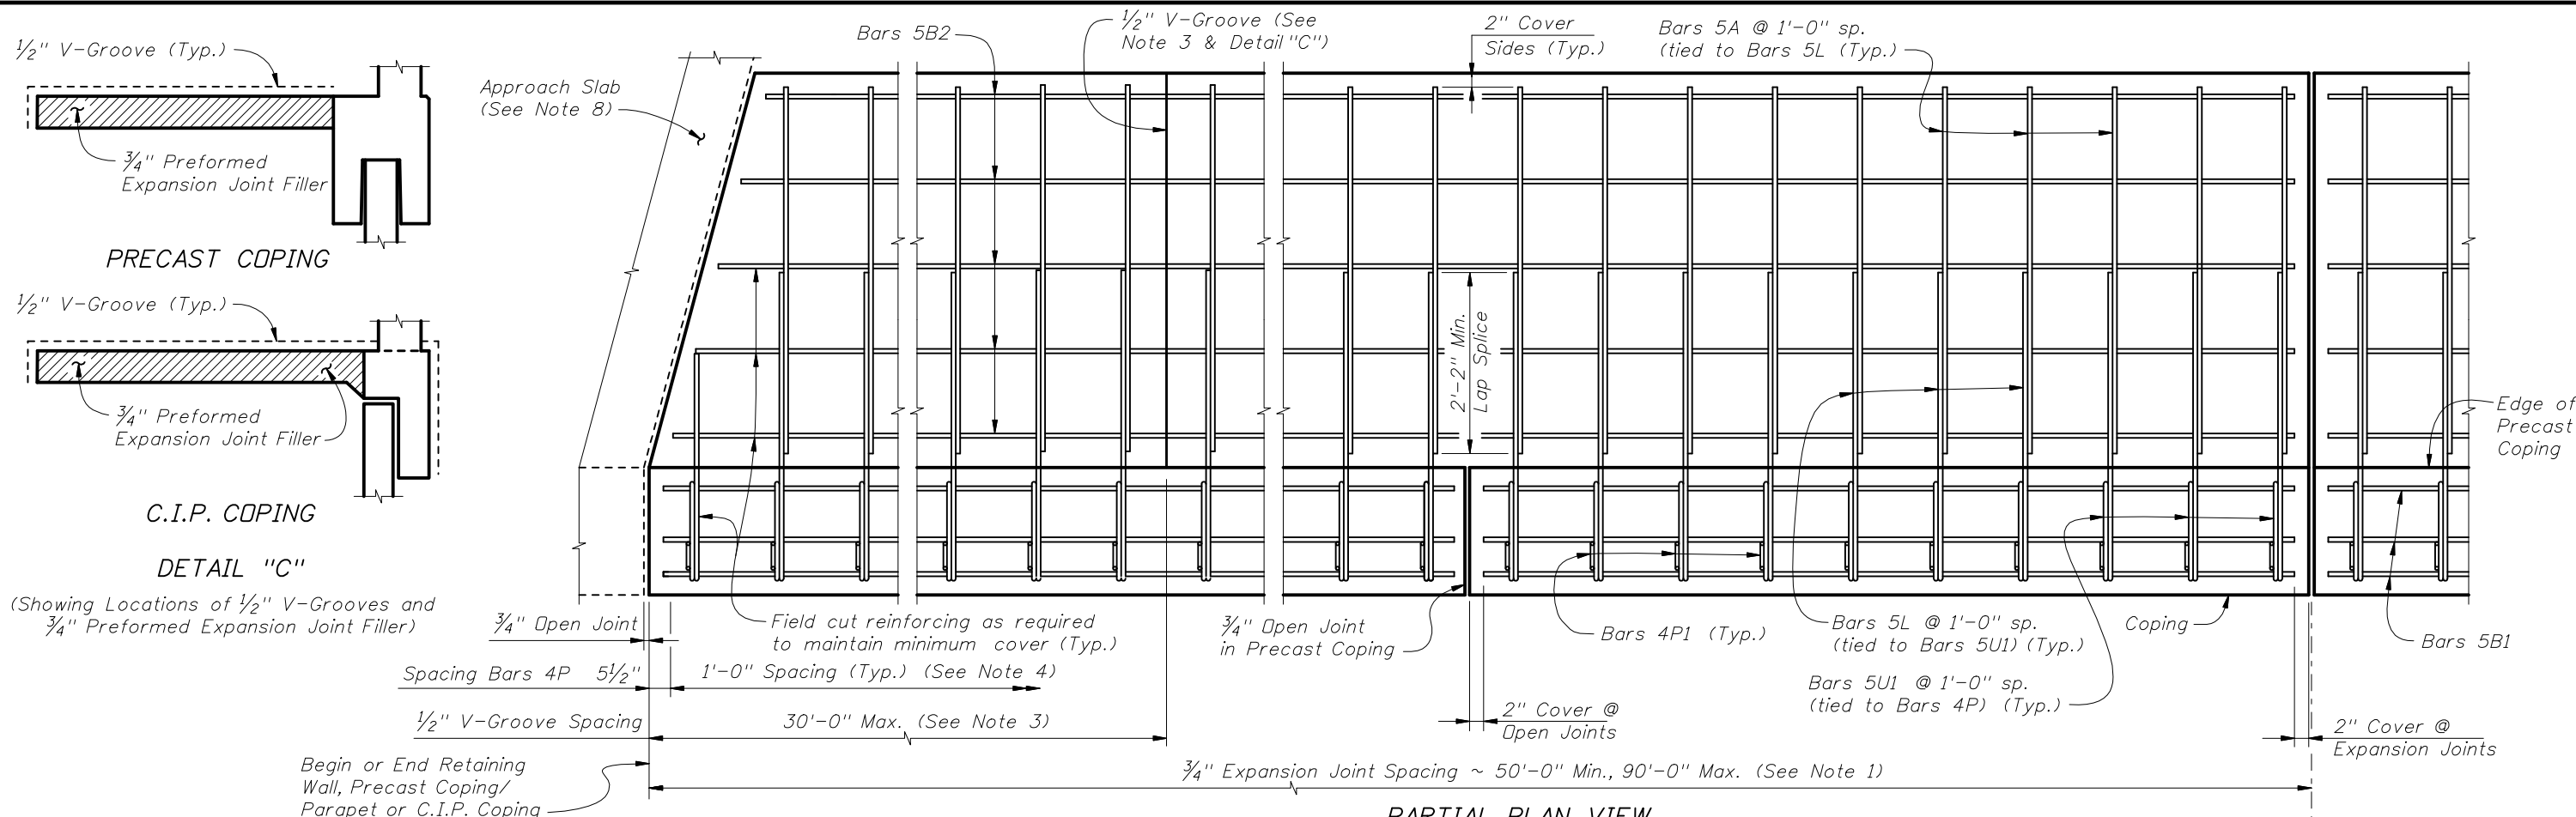 ½" V-Groove (Typ.)
¾" Preformed
Expansion Joint Filler
PRECAST COPING
½" V-Groove (Typ.)
¾" Preformed
Expansion Joint Filler
C.I.P. COPING
DETAIL "C"
(Showing Locations of ½" V-Grooves and
¾" Preformed Expansion Joint Filler)
Approach Slab
(See Note 8)
Bars 5B2
½" V-Groove (See
Note 3 & Detail "C")
2" Cover
Sides (Typ.)
Bars 5A @ 1'-0" sp.
(tied to Bars 5L (Typ.)
2'-2" Min.
Lap Splice
Edge of
Precast
Coping
¾" Open Joint
Field cut reinforcing as required
to maintain minimum cover (Typ.)
¾" Open Joint
in Precast Coping
Bars 4P1 (Typ.)
Bars 5L @ 1'-0" sp.
(tied to Bars 5U1) (Typ.)
Coping
Bars 5B1
Spacing Bars 4P 5½"
1'-0" Spacing (Typ.) (See Note 4)
Bars 5U1 @ 1'-0" sp.
(tied to Bars 4P) (Typ.)
½" V-Groove Spacing
30'-0" Max. (See Note 3)
2" Cover @
Open Joints
2" Cover @
Expansion Joints
Begin or End Retaining
Wall, Precast Coping/
Parapet or C.I.P. Coping
¾" Expansion Joint Spacing ~ 50'-0" Min., 90'-0" Max. (See Note 1)
PARTIAL PLAN VIEW